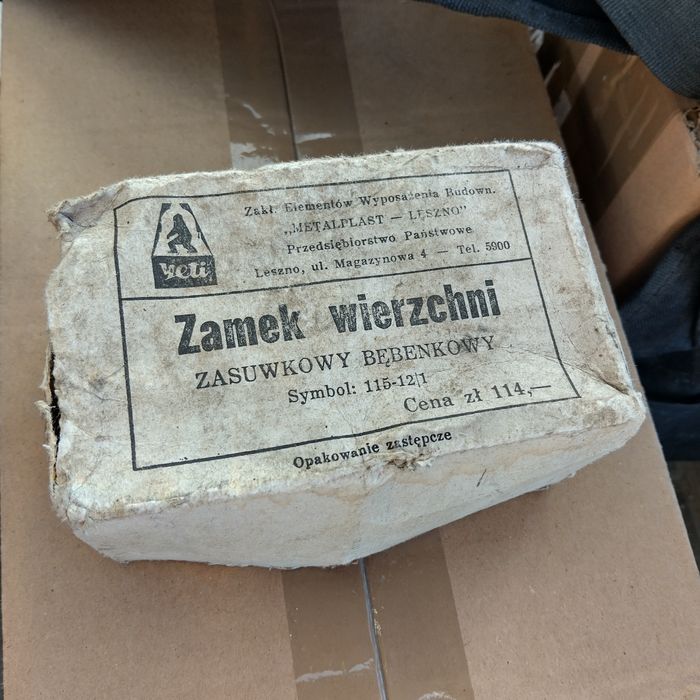 yeti
Zakł. Elementów Wyposażenia Budown.
„METALPLAST — LESZNO”
Przedsiębiorstwo Państwowe
Leszno, ul. Magazynowa 4 — Tel. 5900
Zamek wierzchni
ZASUWKOWY BĘBENKOWY
Symbol: 115-12/1
Cena zł 114,—
Opakowanie zastępcze